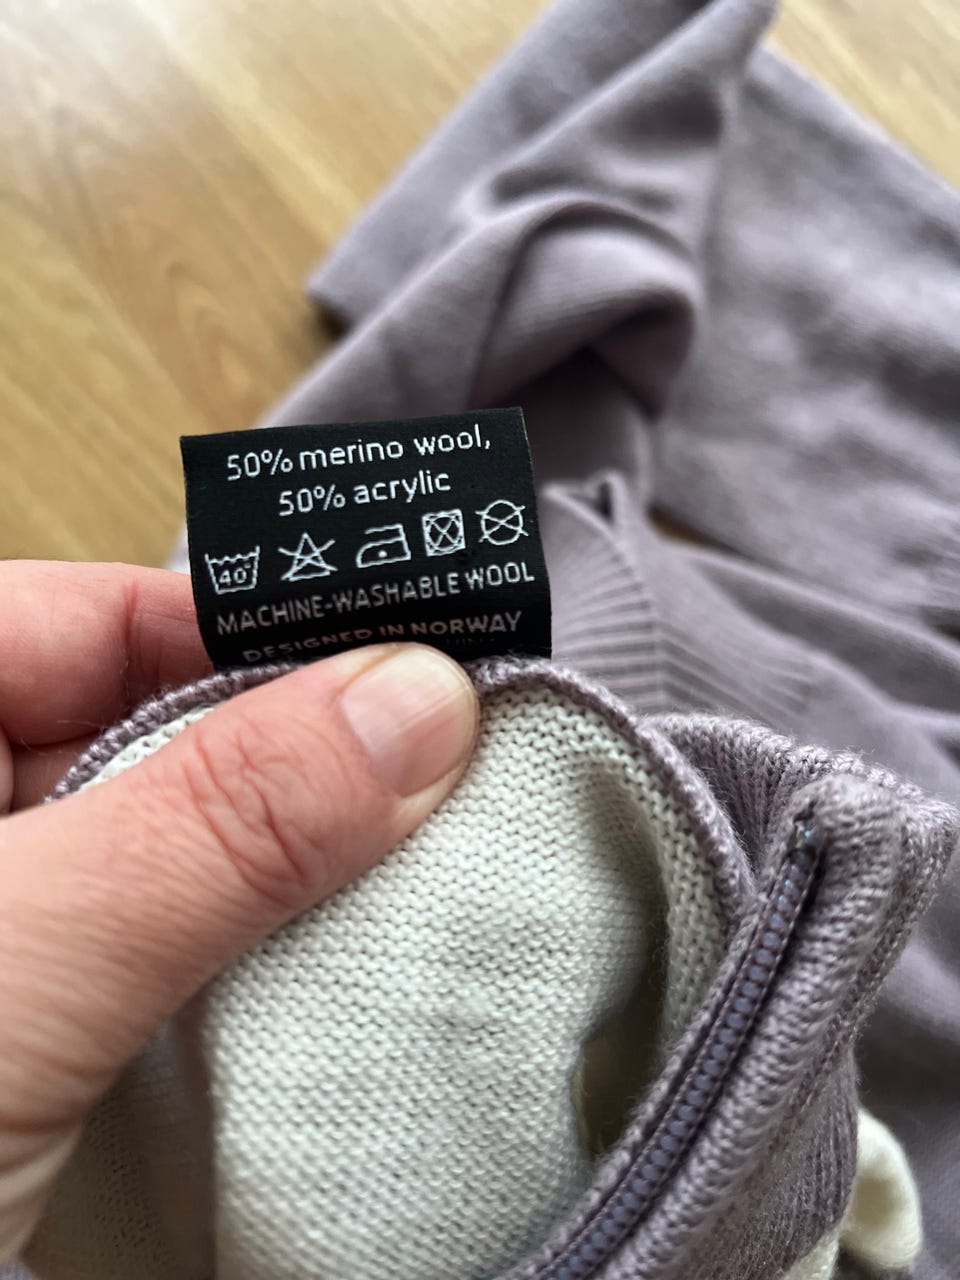 50% merino wool,
50% acrylic
40°
MACHINE-WASHABLE WOOL
DESIGNED IN NORWAY